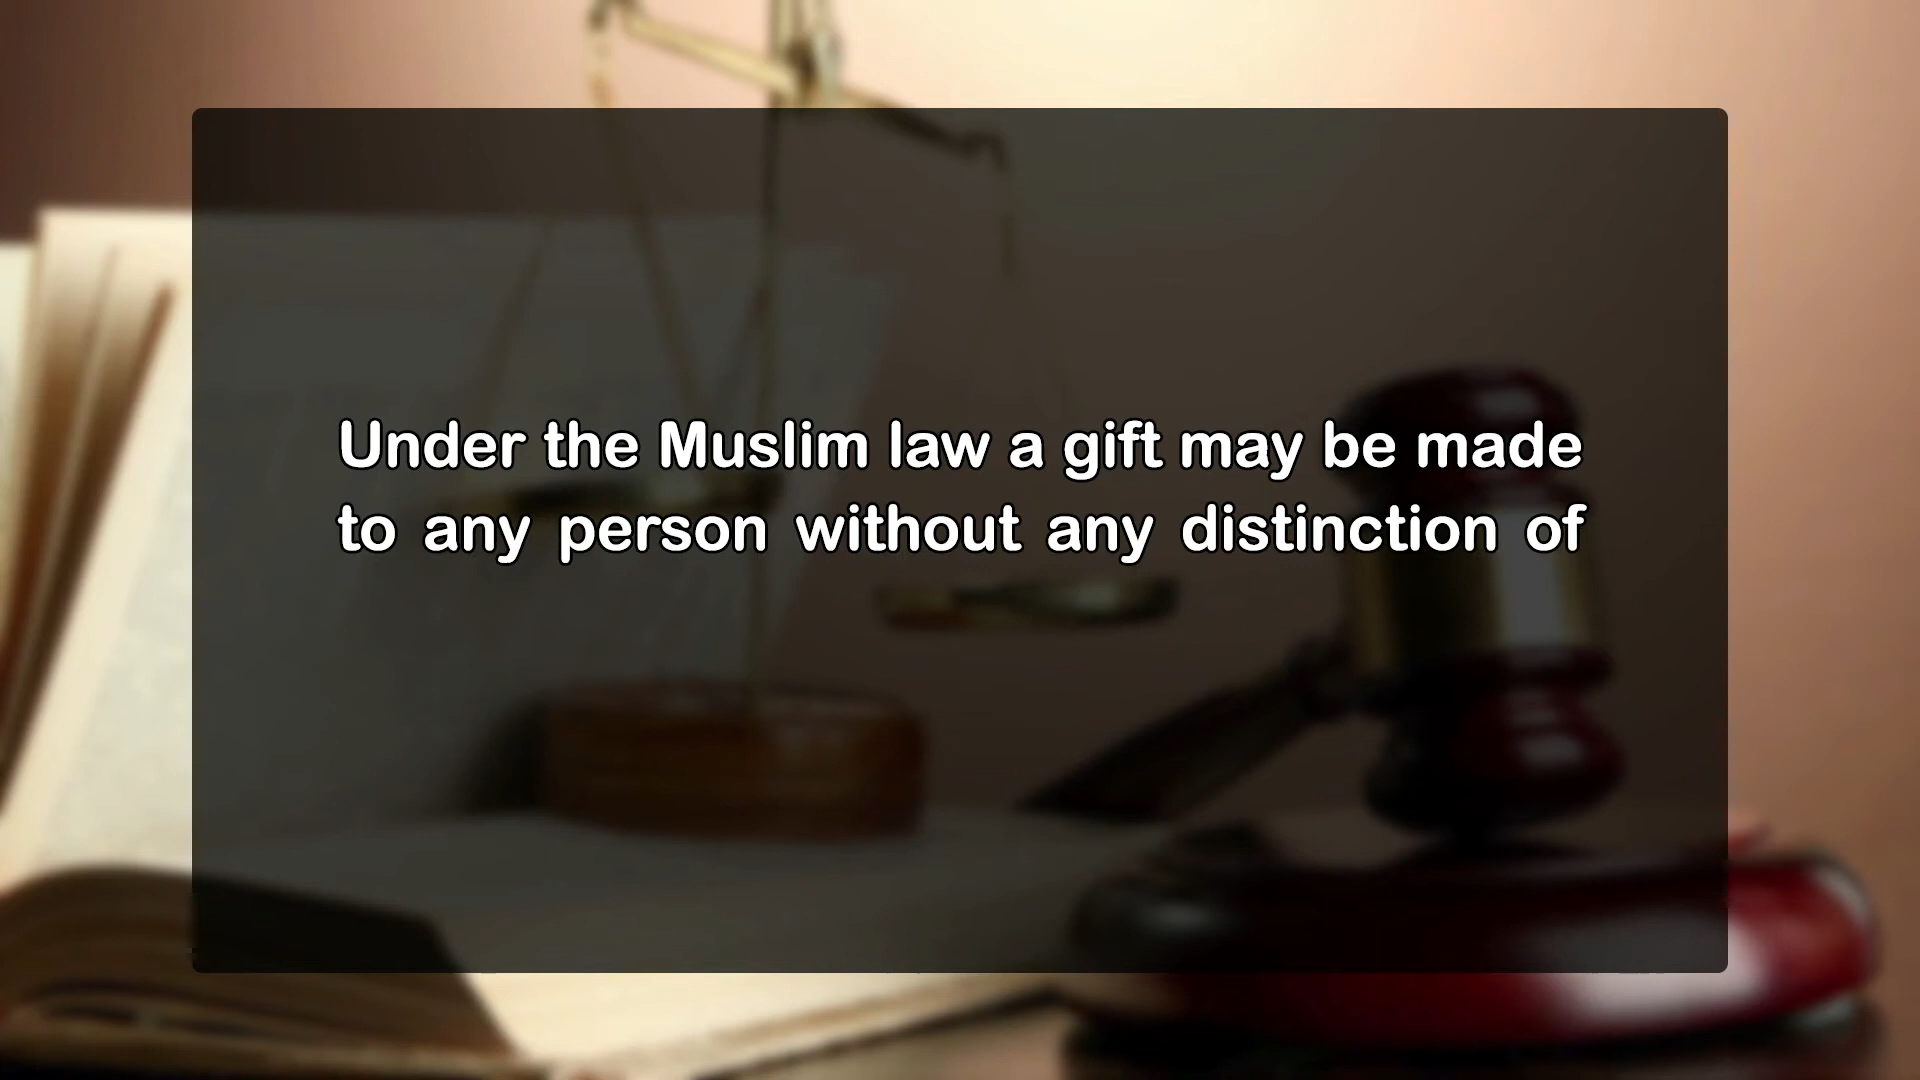 Under the Muslim law a gift may be made
to any person without any distinction of